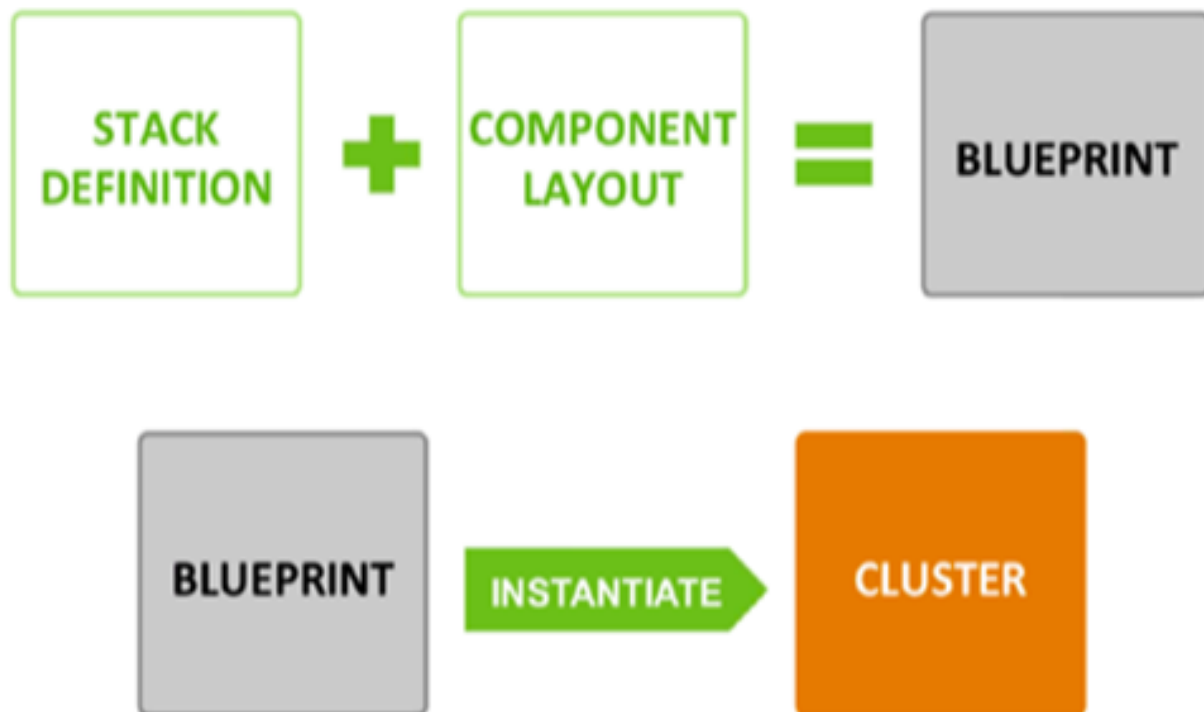 STACK
DEFINITION
COMPONENT
LAYOUT
BLUEPRINT
BLUEPRINT
INSTANTIATE
CLUSTER